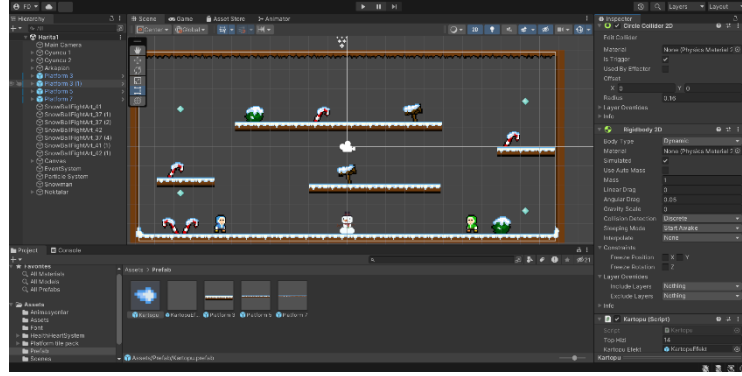 FD
Layers Layout
Hierarchy
Scene Game Asset Store Animator
Inspector
Center Global
2D
All
Harita1
Main Camera
Oyuncu 1
Oyuncu 2
Arkaplan
Platform 3
Platform 3 (1)
Platform 5
Platform 7
SnowBallFightArt_41
SnowBallFightArt_37 (1)
SnowBallFightArt_37 (2)
SnowBallFightArt_42
SnowBallFightArt_37 (4)
SnowBallFightArt_41 (1)
SnowBallFightArt_42 (1)
Canvas
EventSystem
Particle System
Snowman
Noktalar
Circle Collider 2D
Edit Collider
Material None (Physics Material 2
Is Trigger
Used By Effector
Offset
X 0 Y 0
Radius 0.16
Layer Overrides
Info
Rigidbody 2D
Body Type Dynamic
Material None (Physics Material 2
Simulated
Use Auto Mass
Mass 1
Linear Drag 0
Angular Drag 0.05
Gravity Scale 0
Collision Detection Discrete
Sleeping Mode Start Awake
Interpolate None
Constraints
Freeze Position X Y
Freeze Rotation Z
Layer Overrides
Include Layers Nothing
Exclude Layers Nothing
Info
Kartopu (Script)
Script Kartopu
Top Hizi 14
Kartopu Efekt KartopuEfekt
Kartopu
Project Console
Favorites
All Materials
All Models
All Prefabs
Assets
Animasyonlar
Assets
Font
HealthHeartSystem
Platform tile pack
Prefab
Scenes
Assets > Prefab
Kartopu KartopuEf... Platform 3 Platform 5 Platform 7
Assets/Prefab/Kartopu.prefab